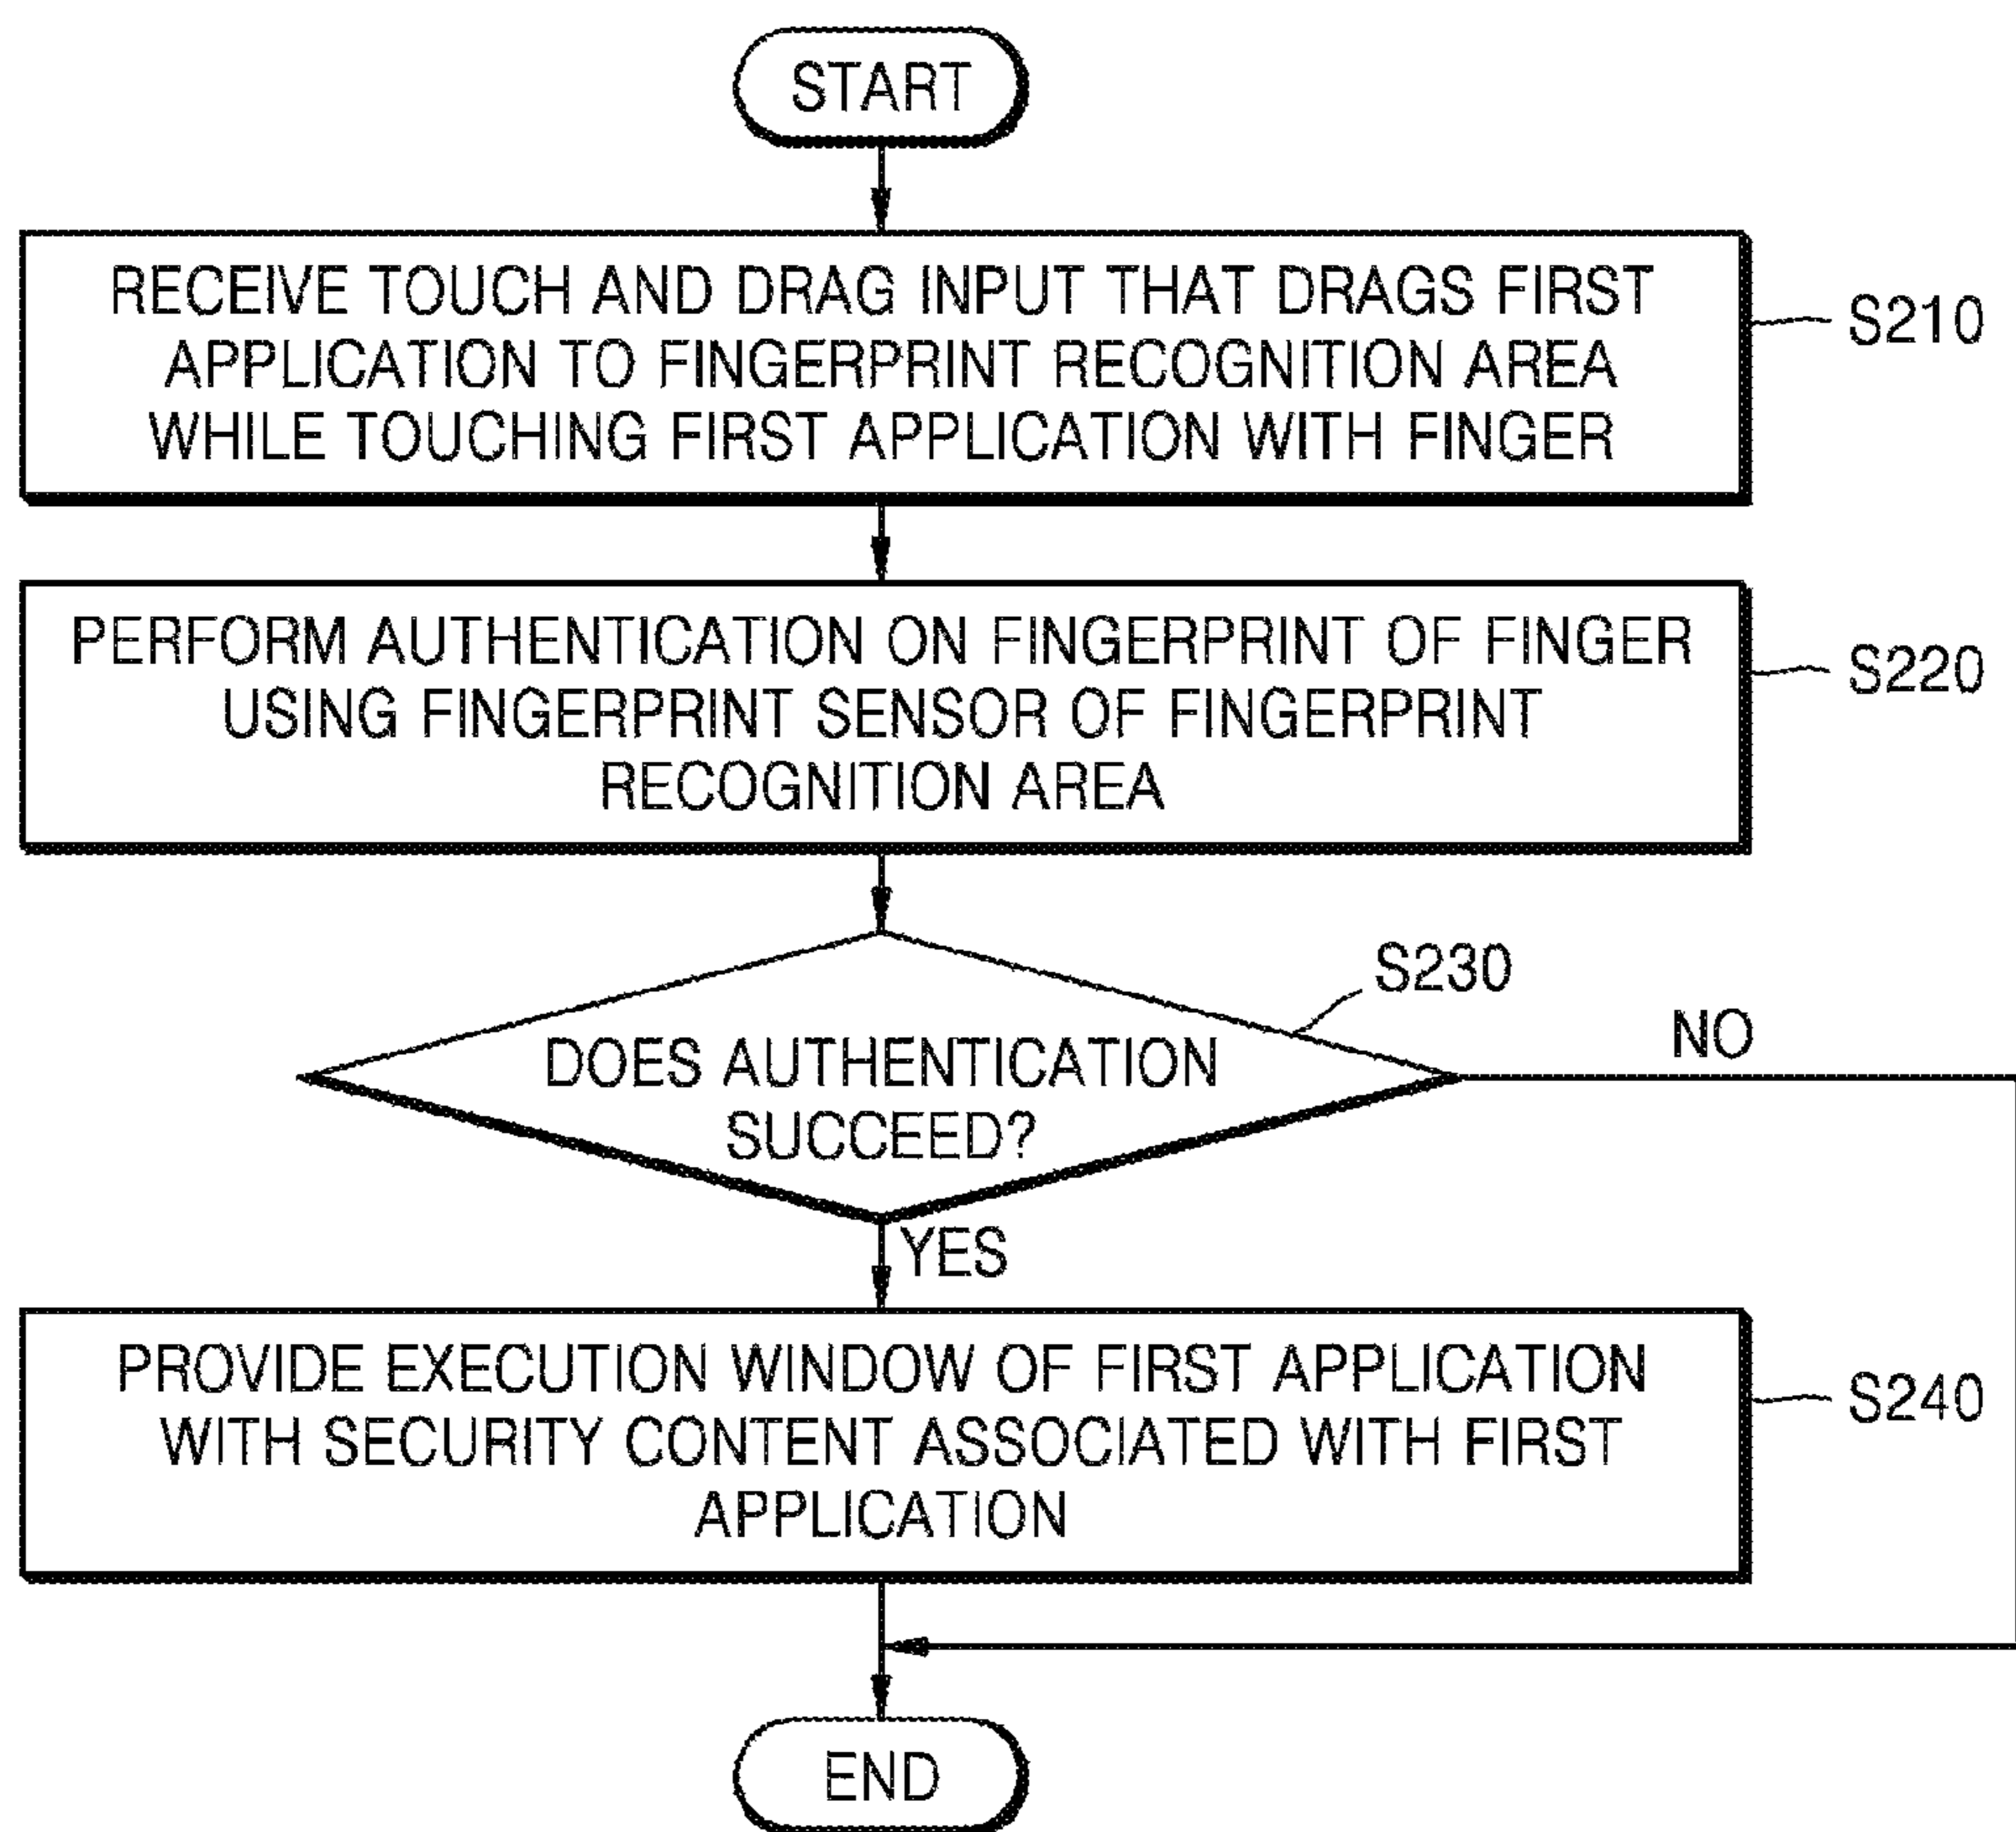 START
RECEIVE TOUCH AND DRAG INPUT THAT DRAGS FIRST
APPLICATION TO FINGERPRINT RECOGNITION AREA
WHILE TOUCHING FIRST APPLICATION WITH FINGER
S210
PERFORM AUTHENTICATION ON FINGERPRINT OF FINGER
USING FINGERPRINT SENSOR OF FINGERPRINT
RECOGNITION AREA
S220
S230
DOES AUTHENTICATION
SUCCEED?
NO
YES
PROVIDE EXECUTION WINDOW OF FIRST APPLICATION
WITH SECURITY CONTENT ASSOCIATED WITH FIRST
APPLICATION
S240
END